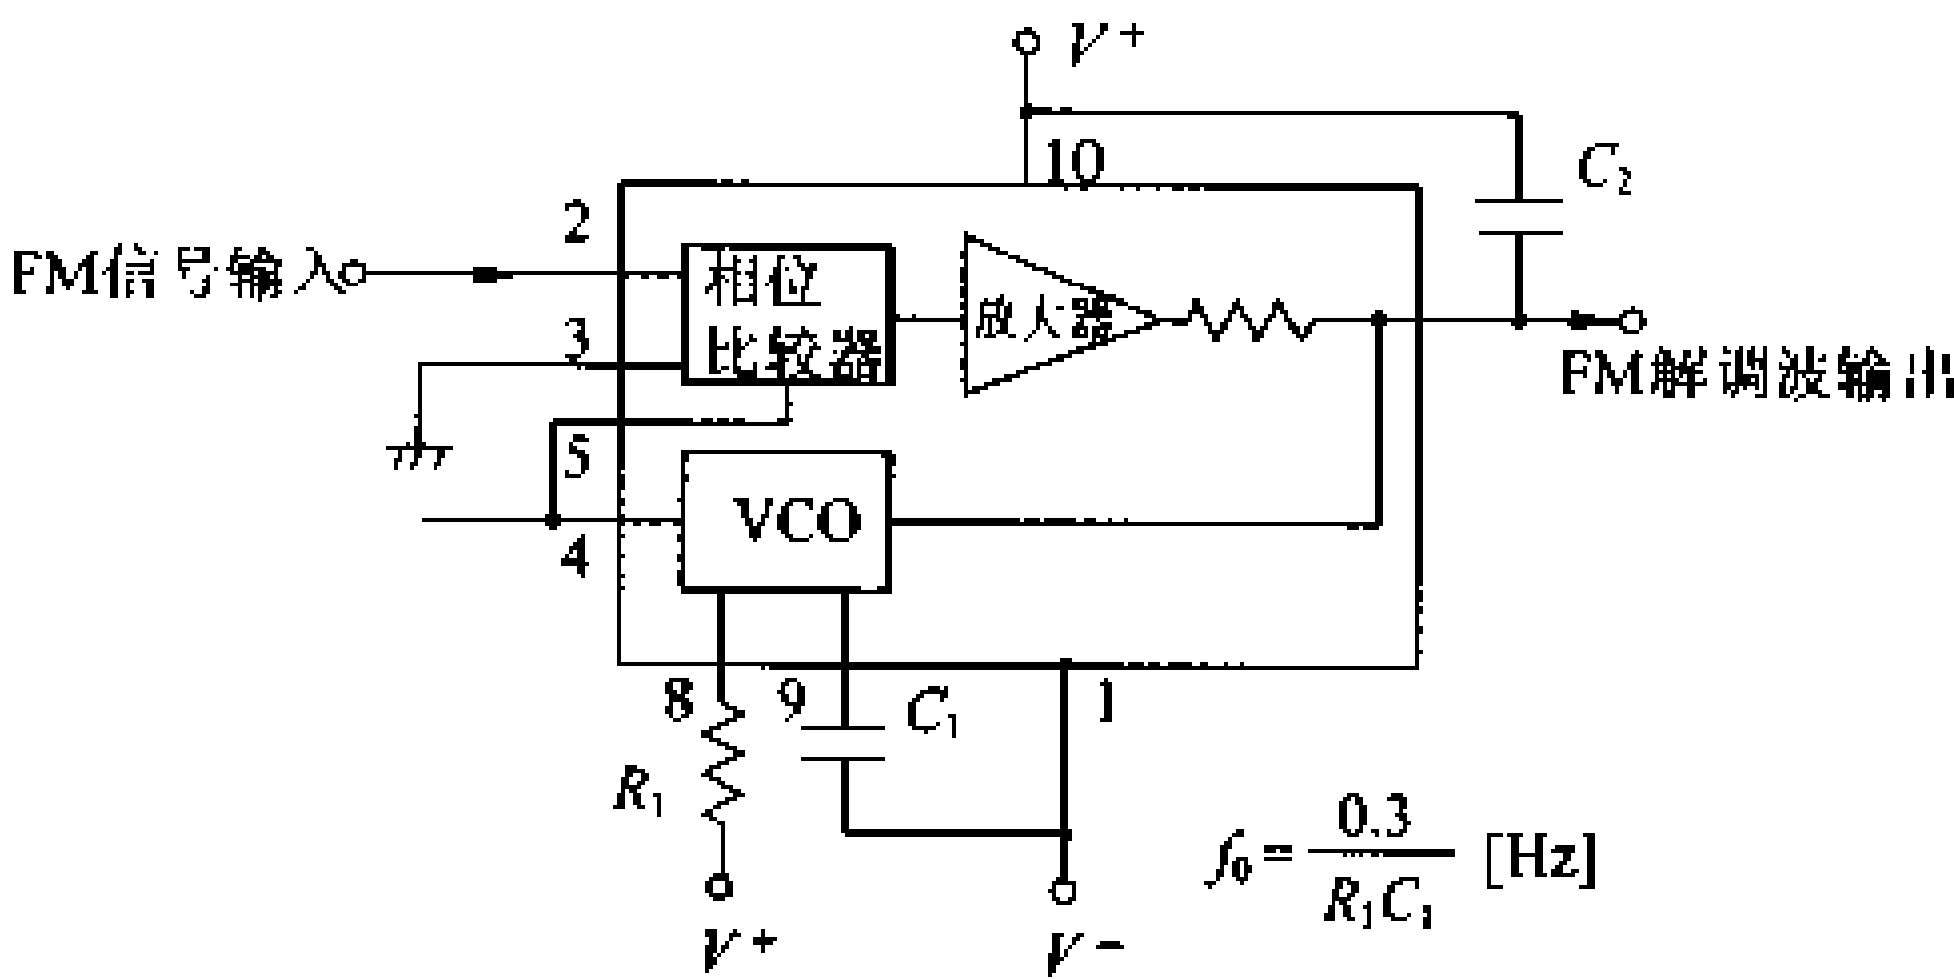 V+
10
C₂
2
FM信号输入
相位
比较器
放大器
3
FM解调波输出
5
VCO
4
8
9
C₁
1
R₁
f₀ = 0.3 / R₁C₁ [Hz]
V+
V−